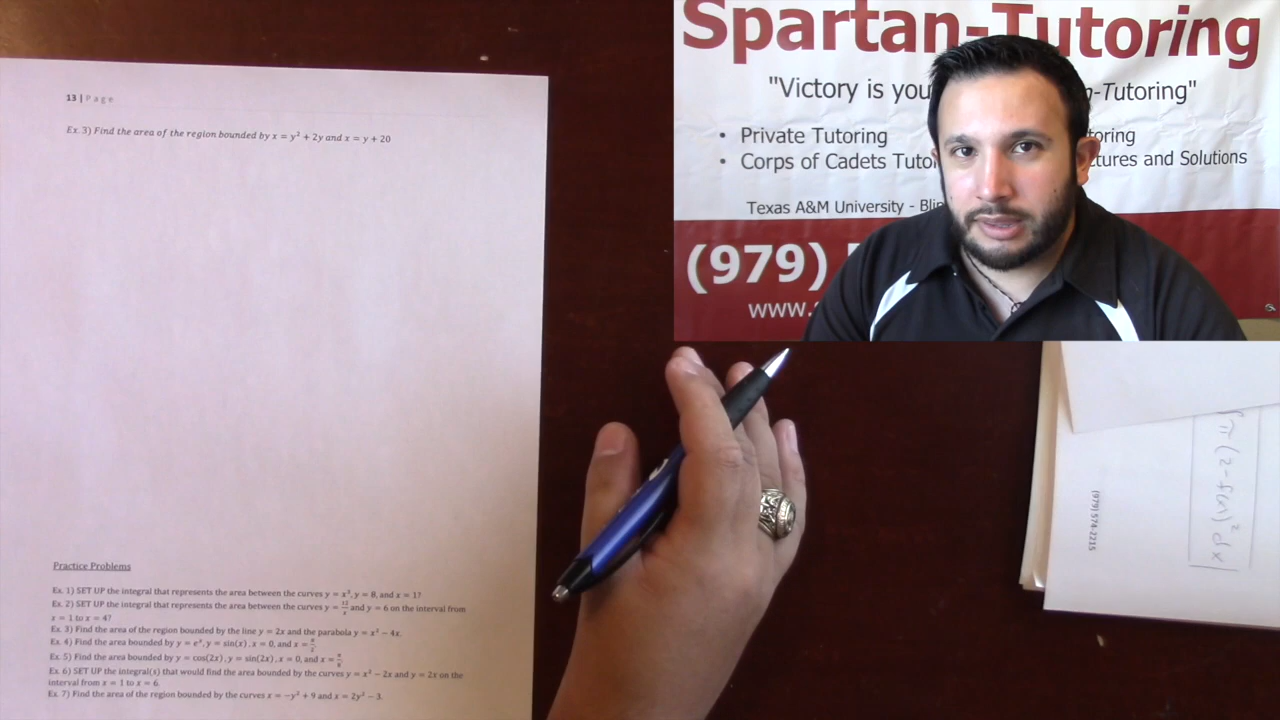 13 | Page
Ex. 3) Find the area of the region bounded by x = y² + 2y and x = y + 20
Spartan-Tutoring
"Victory is you -Tutoring"
• Private Tutoring toring
• Corps of Cadets Tuto ctures and Solutions
Texas A&M University - Bli
(979)
www.
∫ π (2 - f(x))² dx
(979) 574-2215
Practice Problems
Ex. 1) SET UP the integral that represents the area between the curves y = x³, y = 8, and x = 1?
Ex. 2) SET UP the integral that represents the area between the curves y = 12/x and y = 6 on the interval from
x = 1 to x = 4?
Ex. 3) Find the area of the region bounded by the line y = 2x and the parabola y = x² − 4x.
Ex. 4) Find the area bounded by y = eˣ, y = sin(x), x = 0, and x = π/2.
Ex. 5) Find the area bounded by y = cos(2x), y = sin(2x), x = 0, and x =
Ex. 6) SET UP the integral(s) that would find the area bounded by the curves y = x² − 2x and y = 2x on the
interval from x = 1 to x = 6.
Ex. 7) Find the area of the region bounded by the curves x = −y² + 9 and x = 2y² − 3.